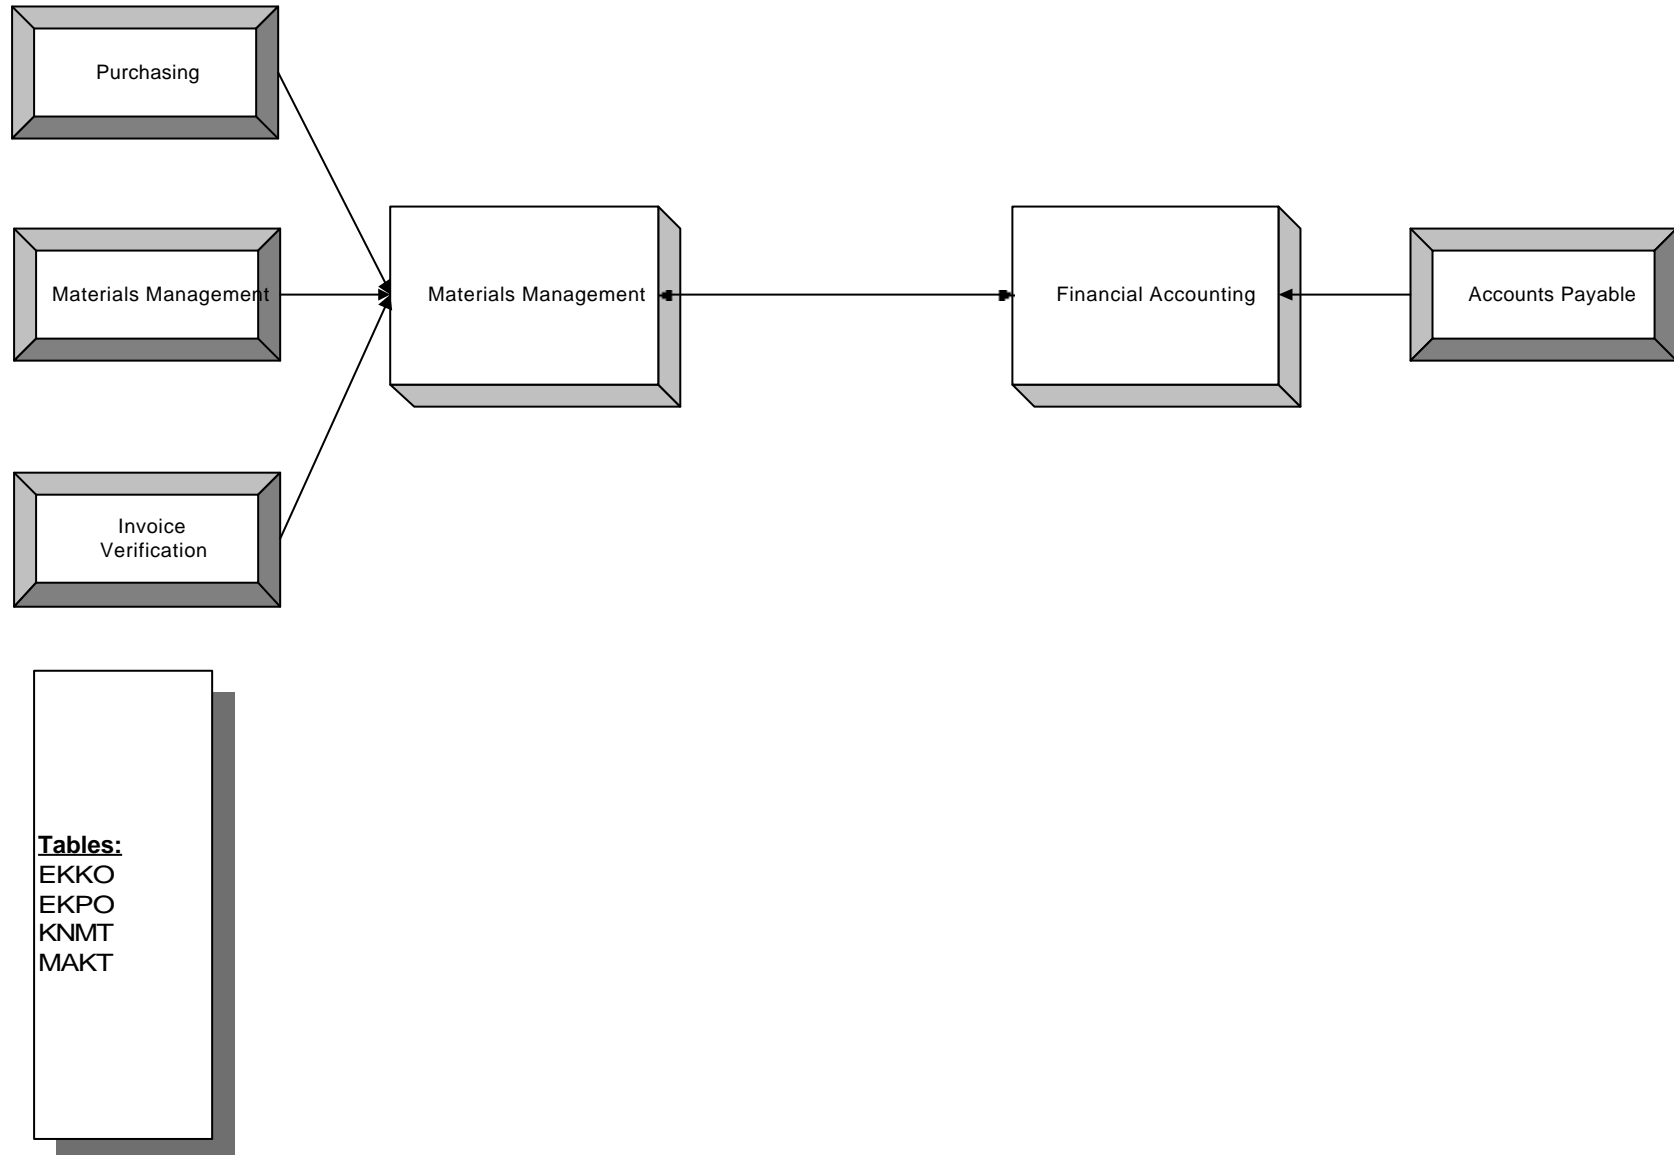 Purchasing
Materials Management
Materials Management
Financial Accounting
Accounts Payable
Invoice
Verification
Tables:
EKKO
EKPO
KNMT
MAKT